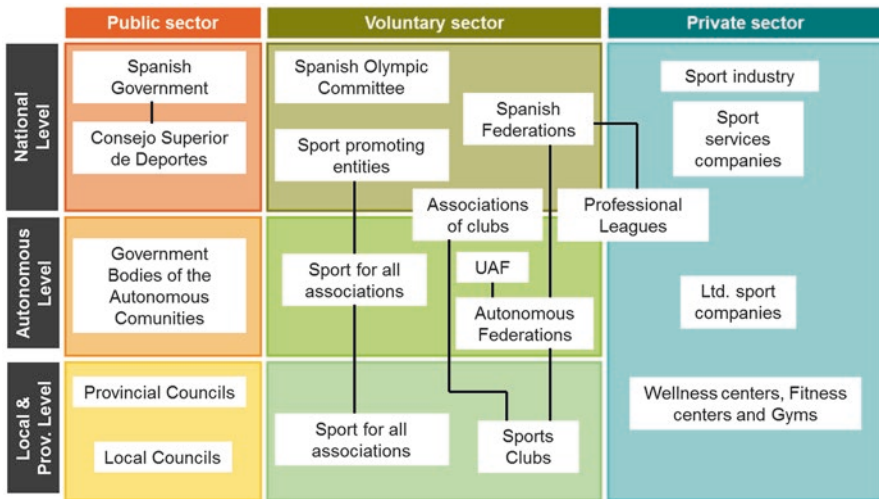 Public sector
Voluntary sector
Private sector
National
Level
Spanish
Government
Consejo Superior
de Deportes
Spanish Olympic
Committee
Sport promoting
entities
Spanish
Federations
Associations
of clubs
Professional
Leagues
Sport industry
Sport
services
companies
Autonomous
Level
Government
Bodies of the
Autonomous
Comunities
Sport for all
associations
UAF
Autonomous
Federations
Ltd. sport
companies
Local &
Prov. Level
Provincial Councils
Local Councils
Sport for all
associations
Sports
Clubs
Wellness centers, Fitness
centers and Gyms